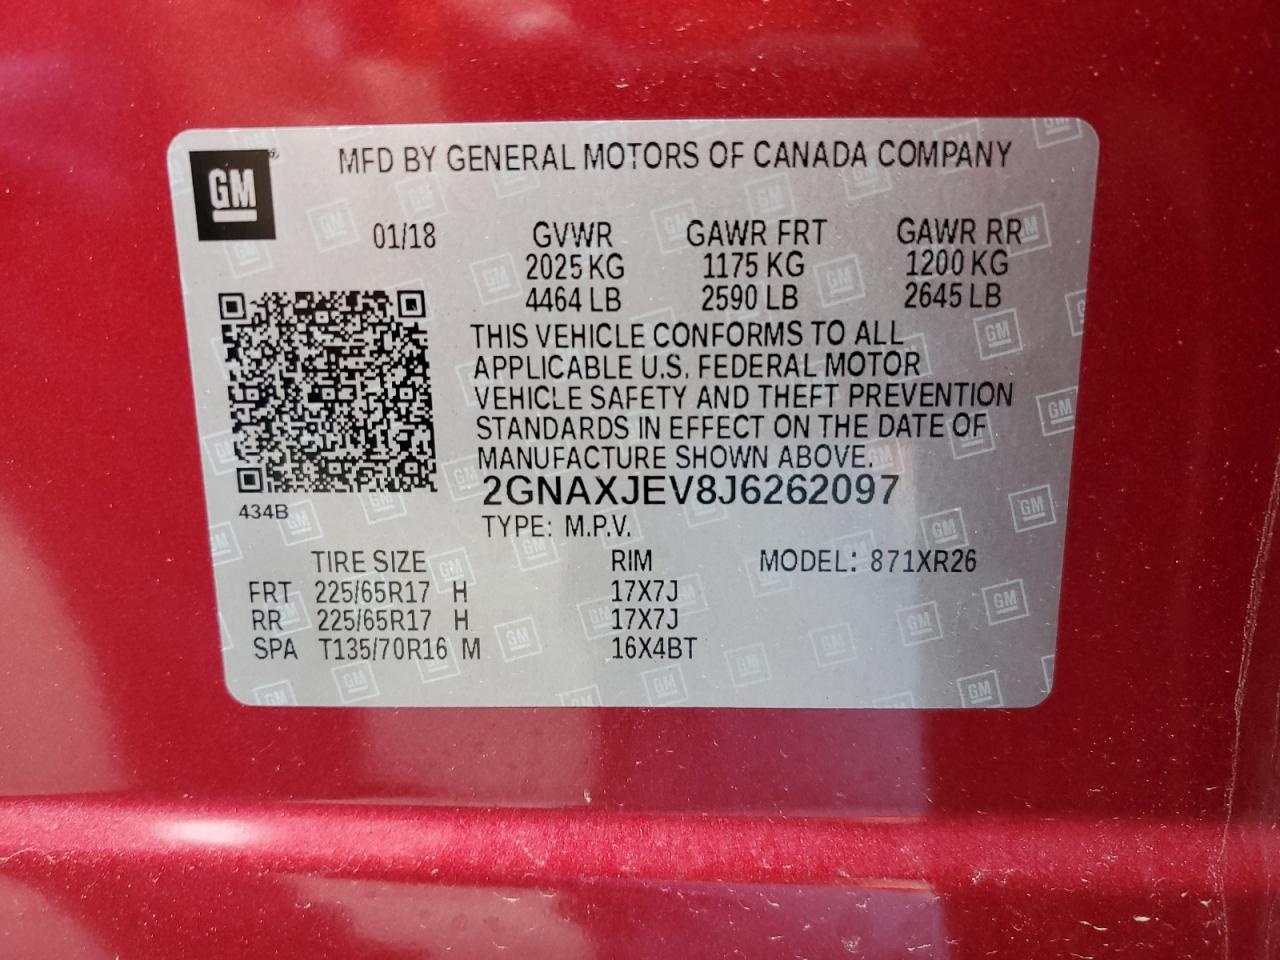 GM
MFD BY GENERAL MOTORS OF CANADA COMPANY
01/18 GVWR GAWR FRT GAWR RR
2025 KG 1175 KG 1200 KG
4464 LB 2590 LB 2645 LB
THIS VEHICLE CONFORMS TO ALL
APPLICABLE U.S. FEDERAL MOTOR
VEHICLE SAFETY AND THEFT PREVENTION
STANDARDS IN EFFECT ON THE DATE OF
MANUFACTURE SHOWN ABOVE.
2GNAXJEV8J6262097
434B
TYPE: M.P.V.
TIRE SIZE RIM MODEL: 871XR26
FRT 225/65R17 H 17X7J
RR 225/65R17 H 17X7J
SPA T135/70R16 M 16X4BT